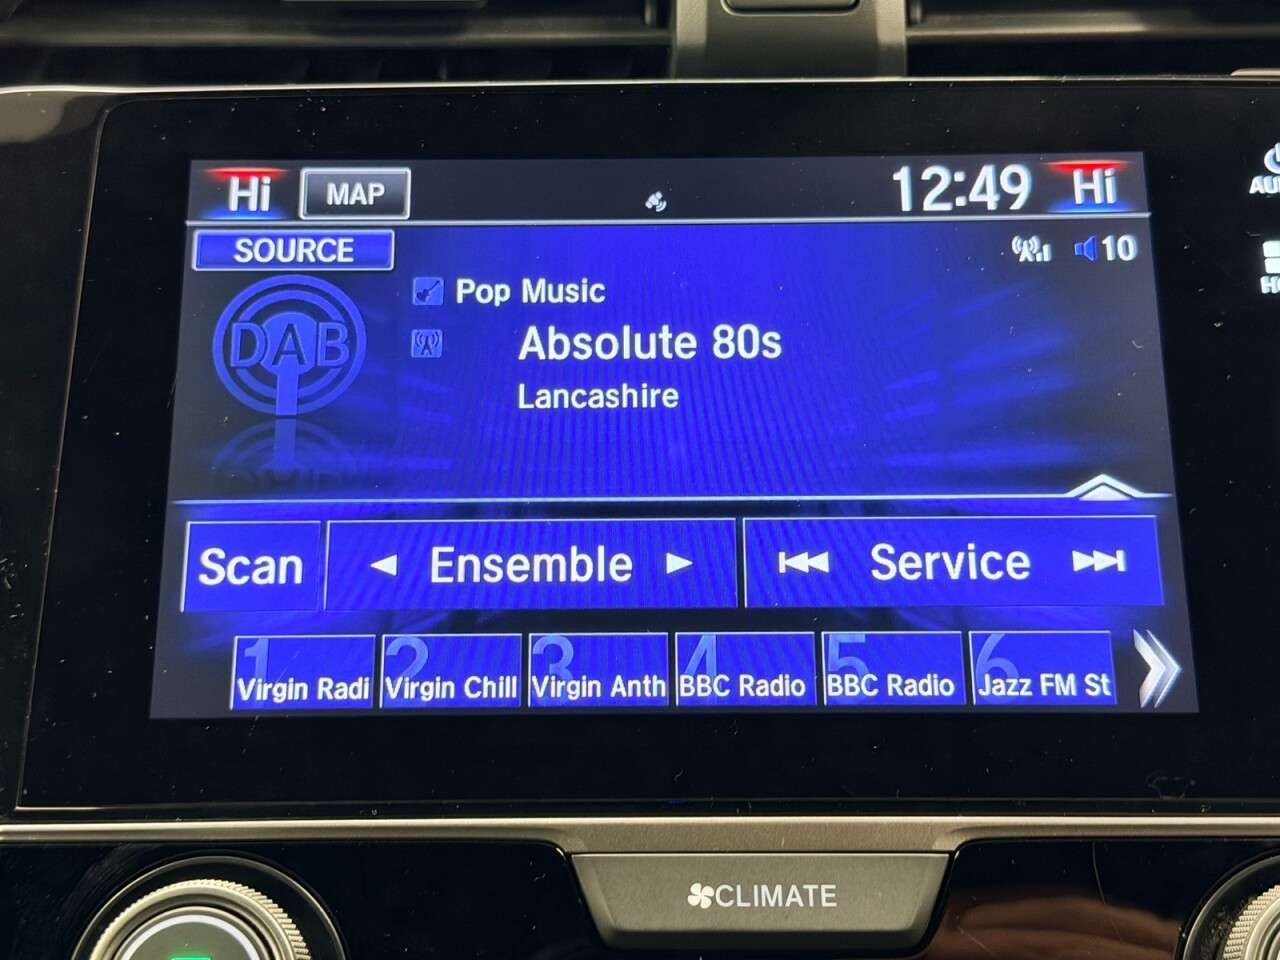 Hi MAP 12:49 Hi
SOURCE 10
DAB
Pop Music
Absolute 80s
Lancashire
Scan Ensemble Service
1 2 3 4 5 6
Virgin Radi Virgin Chill Virgin Anth BBC Radio BBC Radio Jazz FM St
CLIMATE